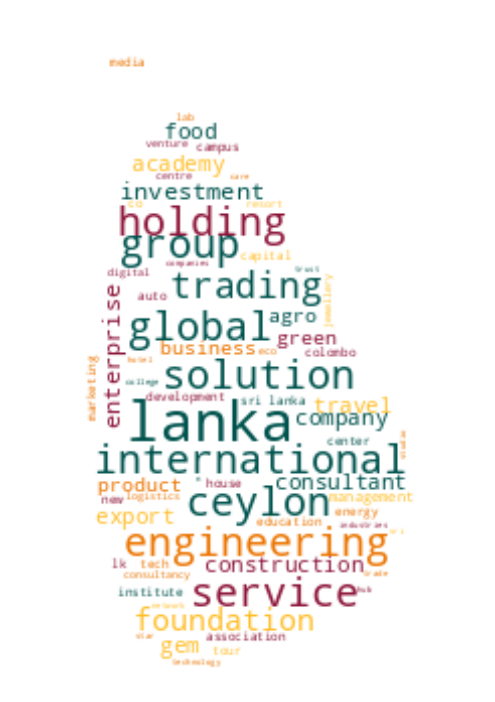 media
lab
food
venture campus
academy
centre care
investment
co resort
holding
group
capital
companies
digital trust
trading
jewellery
enterprise
auto
agro
global
green
business eco
colombo
hotel
marketing
solution
college
development
sri lanka
travel
lanka
company
center
international
consultant
product
house
new logistics
ceylon
management
export
energy
education
industries
engineering
construction
lk tech
consultancy
trade
institute
service
hub
network
foundation
star
association
gem
tour
technology